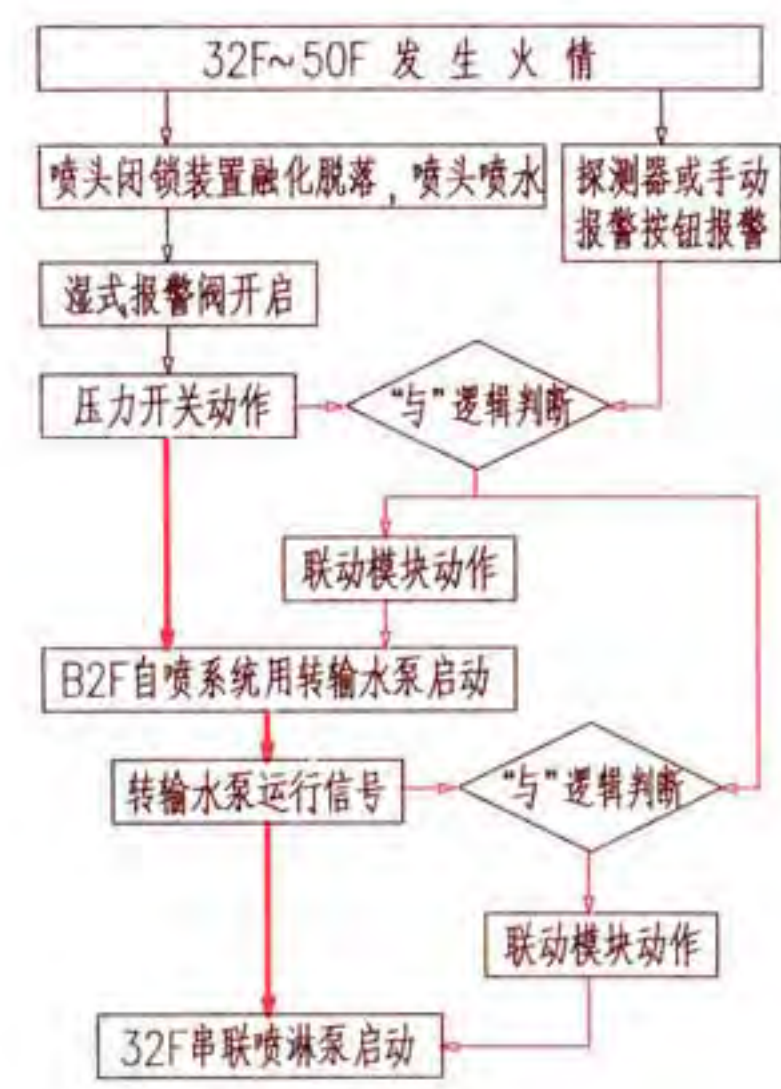 32F~50F 发生火情
喷头闭锁装置融化脱落，喷头喷水
探测器或手动
报警按钮报警
湿式报警阀开启
压力开关动作
“与”逻辑判断
联动模块动作
B2F自喷系统用转输水泵启动
转输水泵运行信号
“与”逻辑判断
联动模块动作
32F串联喷淋泵启动